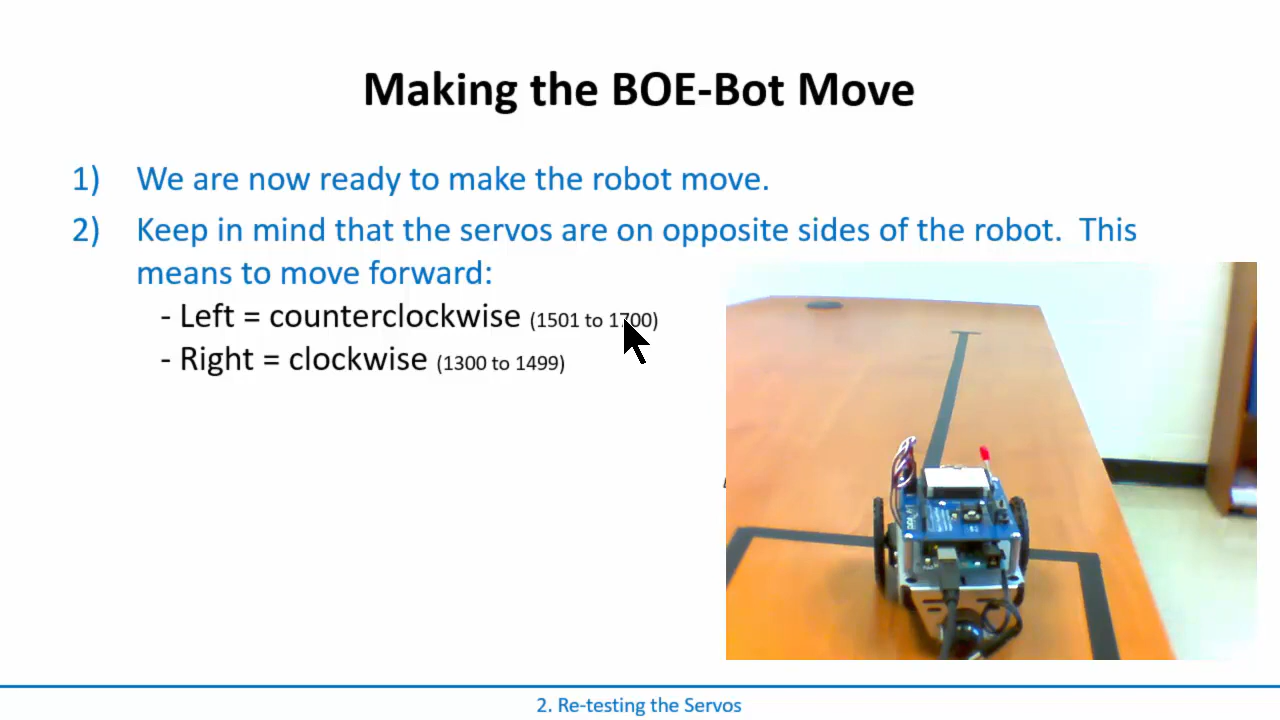 Making the BOE-Bot Move
1) We are now ready to make the robot move.
2) Keep in mind that the servos are on opposite sides of the robot.  This
means to move forward:
- Left = counterclockwise (1501 to 1700)
- Right = clockwise (1300 to 1499)
2. Re-testing the Servos